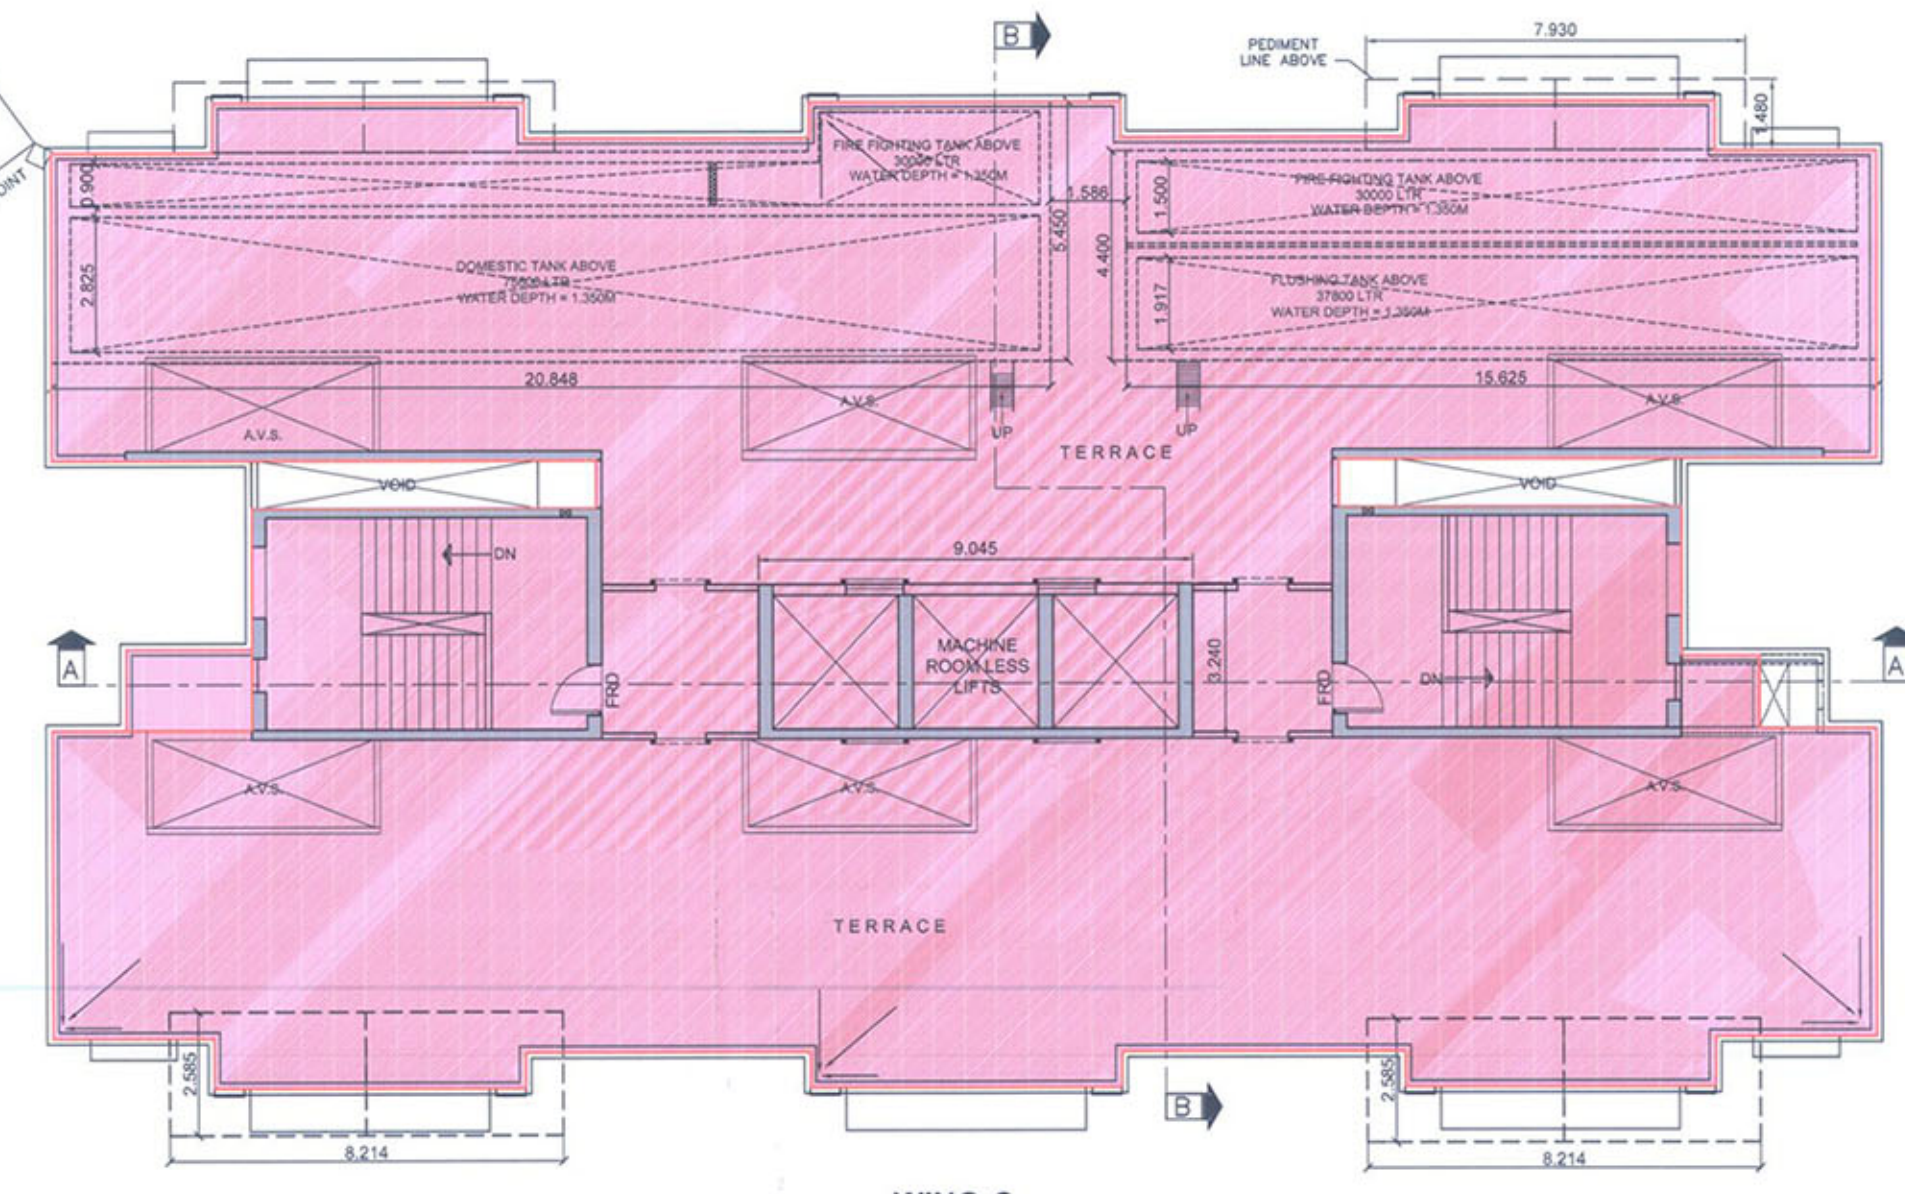 B
7.930
PEDIMENT
LINE ABOVE
1.480
OINT
0.900
FIRE FIGHTING TANK ABOVE
30000 LTR
WATER DEPTH = 1.350M
1.586
5.450
4.400
1.500
FIRE FIGHTING TANK ABOVE
30000 LTR
WATER DEPTH = 1.350M
2.825
DOMESTIC TANK ABOVE
LTR
WATER DEPTH = 1.350M
1.917
FLUSHING TANK ABOVE
37800 LTR
WATER DEPTH = 1.350M
20.848
15.625
A.V.S.
A.V.S.
A.V.S.
UP
UP
TERRACE
VOID
VOID
DN
9.045
A
FRD
MACHINE
ROOM LESS
LIFTS
3.240
FRD
DN
A
A.V.S.
A.V.S.
A.V.S.
TERRACE
2.585
2.585
B
8.214
8.214